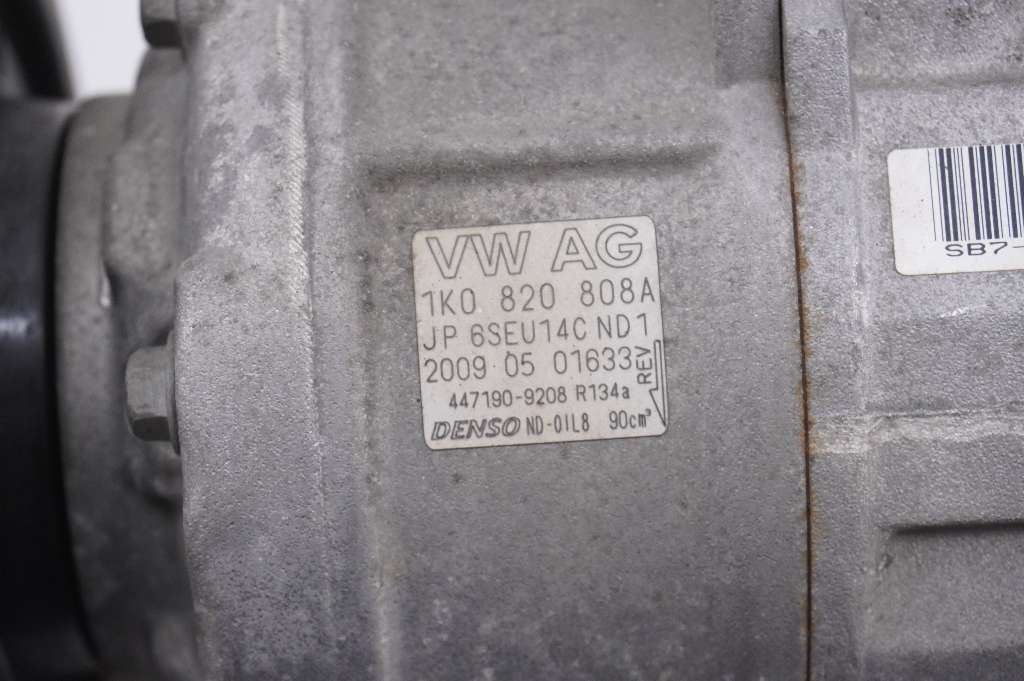 VW AG
1K0 820 808A
JP 6SEU14C ND1
2009 05 01633
REV
447190-9208 R134a
DENSO ND-OIL8 90cm³
SB7-